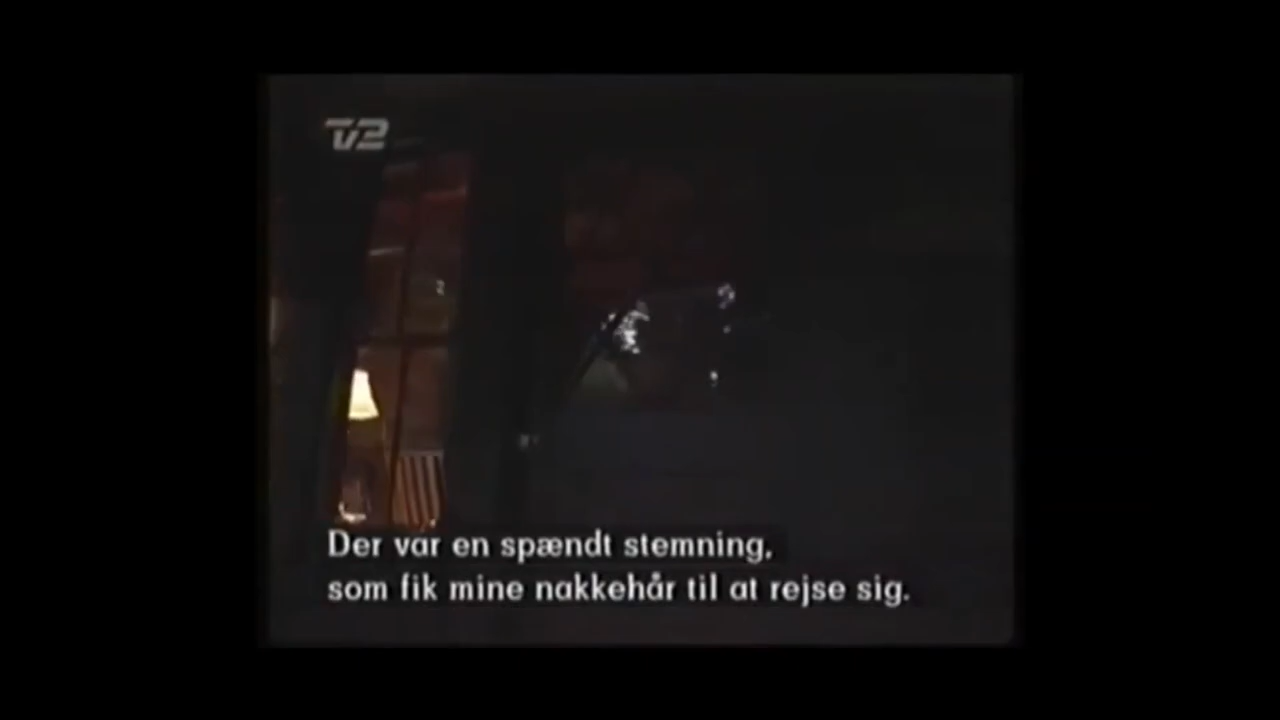 TV2
Der var en spændt stemning,
som fik mine nakkehår til at rejse sig.